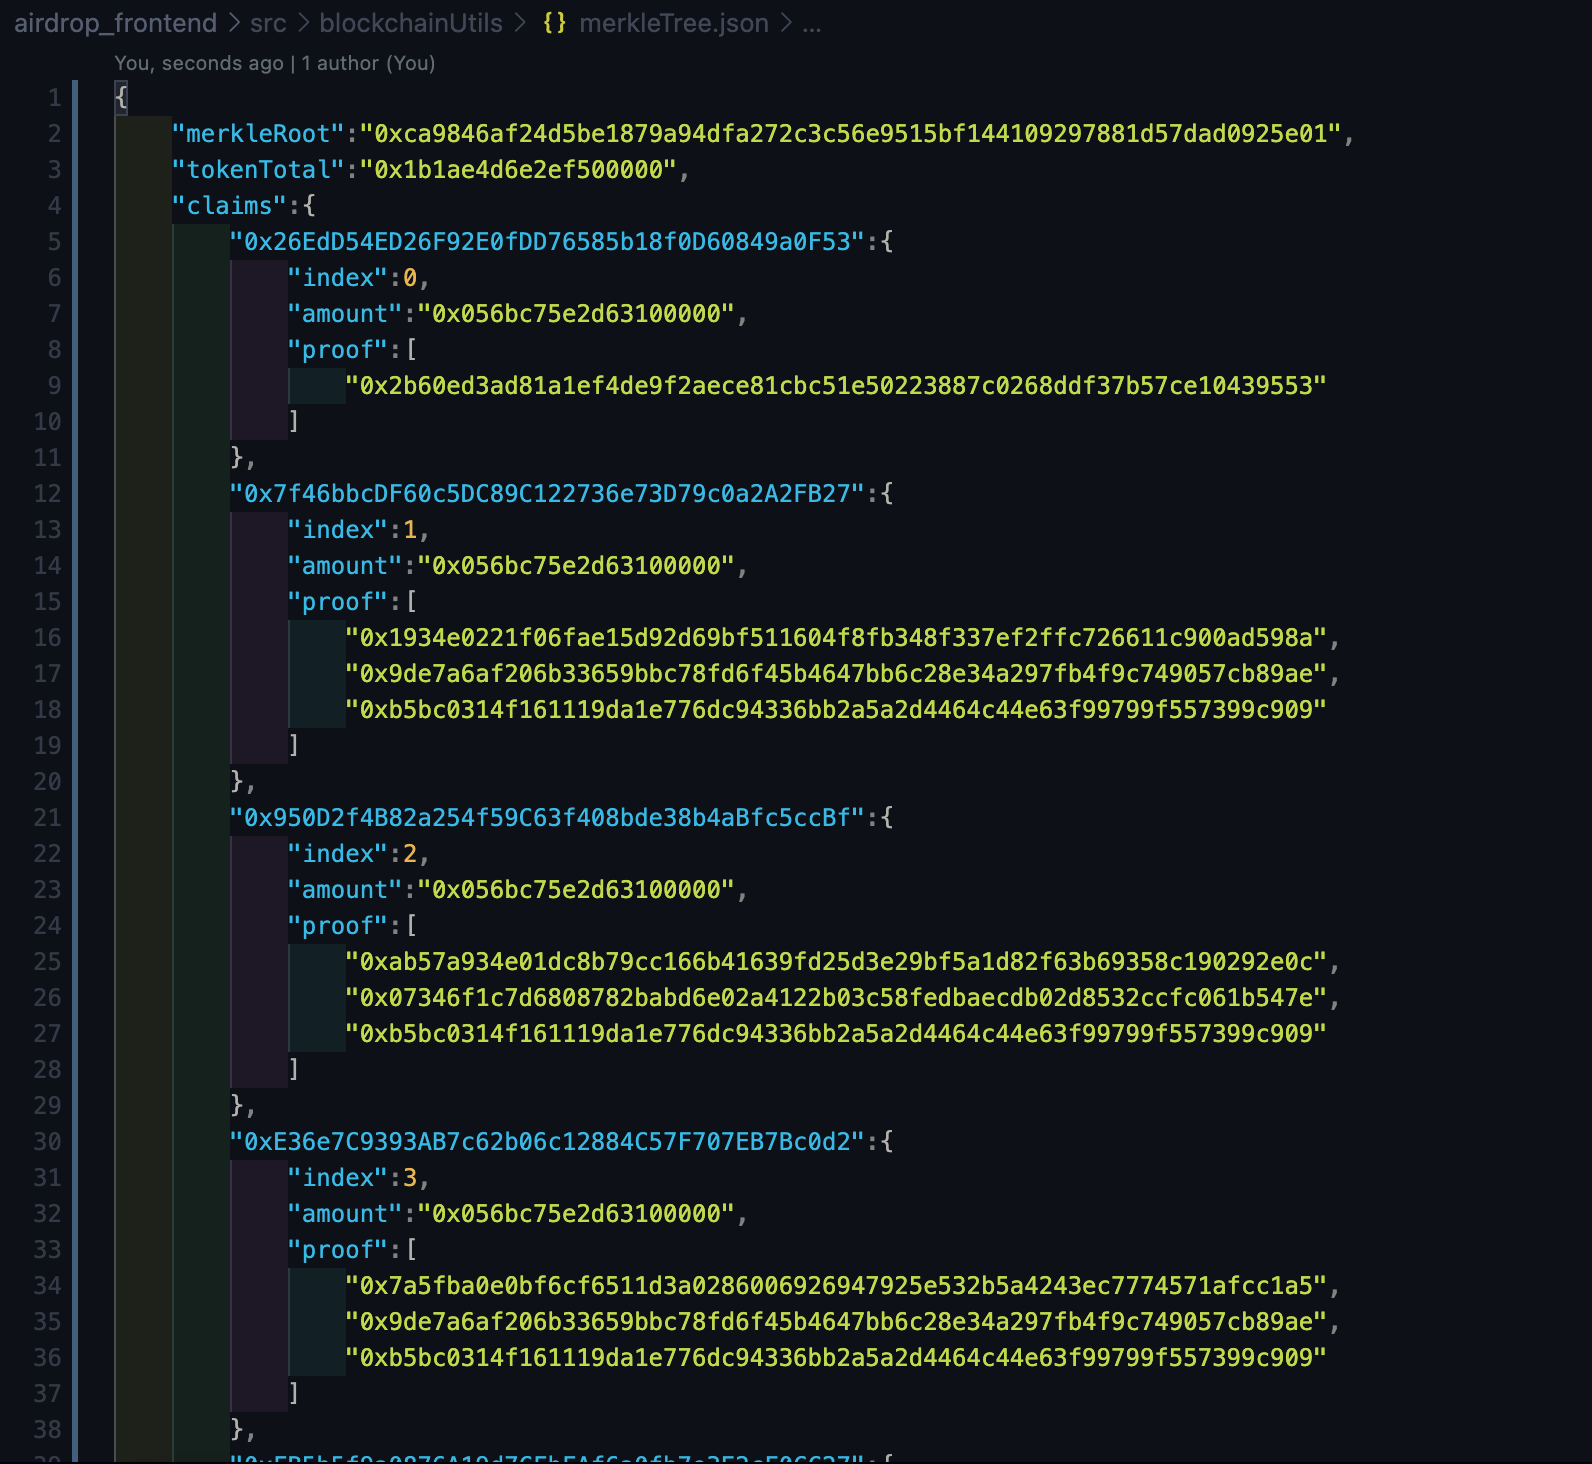 airdrop_frontend > src > blockchainUtils > {} merkleTree.json > ...
You, seconds ago | 1 author (You)
1 {
2 "merkleRoot":"0xca9846af24d5be1879a94dfa272c3c56e9515bf144109297881d57dad0925e01",
3 "tokenTotal":"0x1b1ae4d6e2ef500000",
4 "claims":{
5 "0x26EdD54ED26F92E0fDD76585b18f0D60849a0F53":{
6 "index":0,
7 "amount":"0x056bc75e2d63100000",
8 "proof":[
9 "0x2b60ed3ad81a1ef4de9f2aece81cbc51e50223887c0268ddf37b57ce10439553"
10 ]
11 },
12 "0x7f46bbcDF60c5DC89C122736e73D79c0a2A2FB27":{
13 "index":1,
14 "amount":"0x056bc75e2d63100000",
15 "proof":[
16 "0x1934e0221f06fae15d92d69bf511604f8fb348f337ef2ffc726611c900ad598a",
17 "0x9de7a6af206b33659bbc78fd6f45b4647bb6c28e34a297fb4f9c749057cb89ae",
18 "0xb5bc0314f161119da1e776dc94336bb2a5a2d4464c44e63f99799f557399c909"
19 ]
20 },
21 "0x950D2f4B82a254f59C63f408bde38b4aBfc5ccBf":{
22 "index":2,
23 "amount":"0x056bc75e2d63100000",
24 "proof":[
25 "0xab57a934e01dc8b79cc166b41639fd25d3e29bf5a1d82f63b69358c190292e0c",
26 "0x07346f1c7d6808782babd6e02a4122b03c58fedbaecdb02d8532ccfc061b547e",
27 "0xb5bc0314f161119da1e776dc94336bb2a5a2d4464c44e63f99799f557399c909"
28 ]
29 },
30 "0xE36e7C9393AB7c62b06c12884C57F707EB7Bc0d2":{
31 "index":3,
32 "amount":"0x056bc75e2d63100000",
33 "proof":[
34 "0x7a5fba0e0bf6cf6511d3a0286006926947925e532b5a4243ec7774571afcc1a5",
35 "0x9de7a6af206b33659bbc78fd6f45b4647bb6c28e34a297fb4f9c749057cb89ae",
36 "0xb5bc0314f161119da1e776dc94336bb2a5a2d4464c44e63f99799f557399c909"
37 ]
38 },